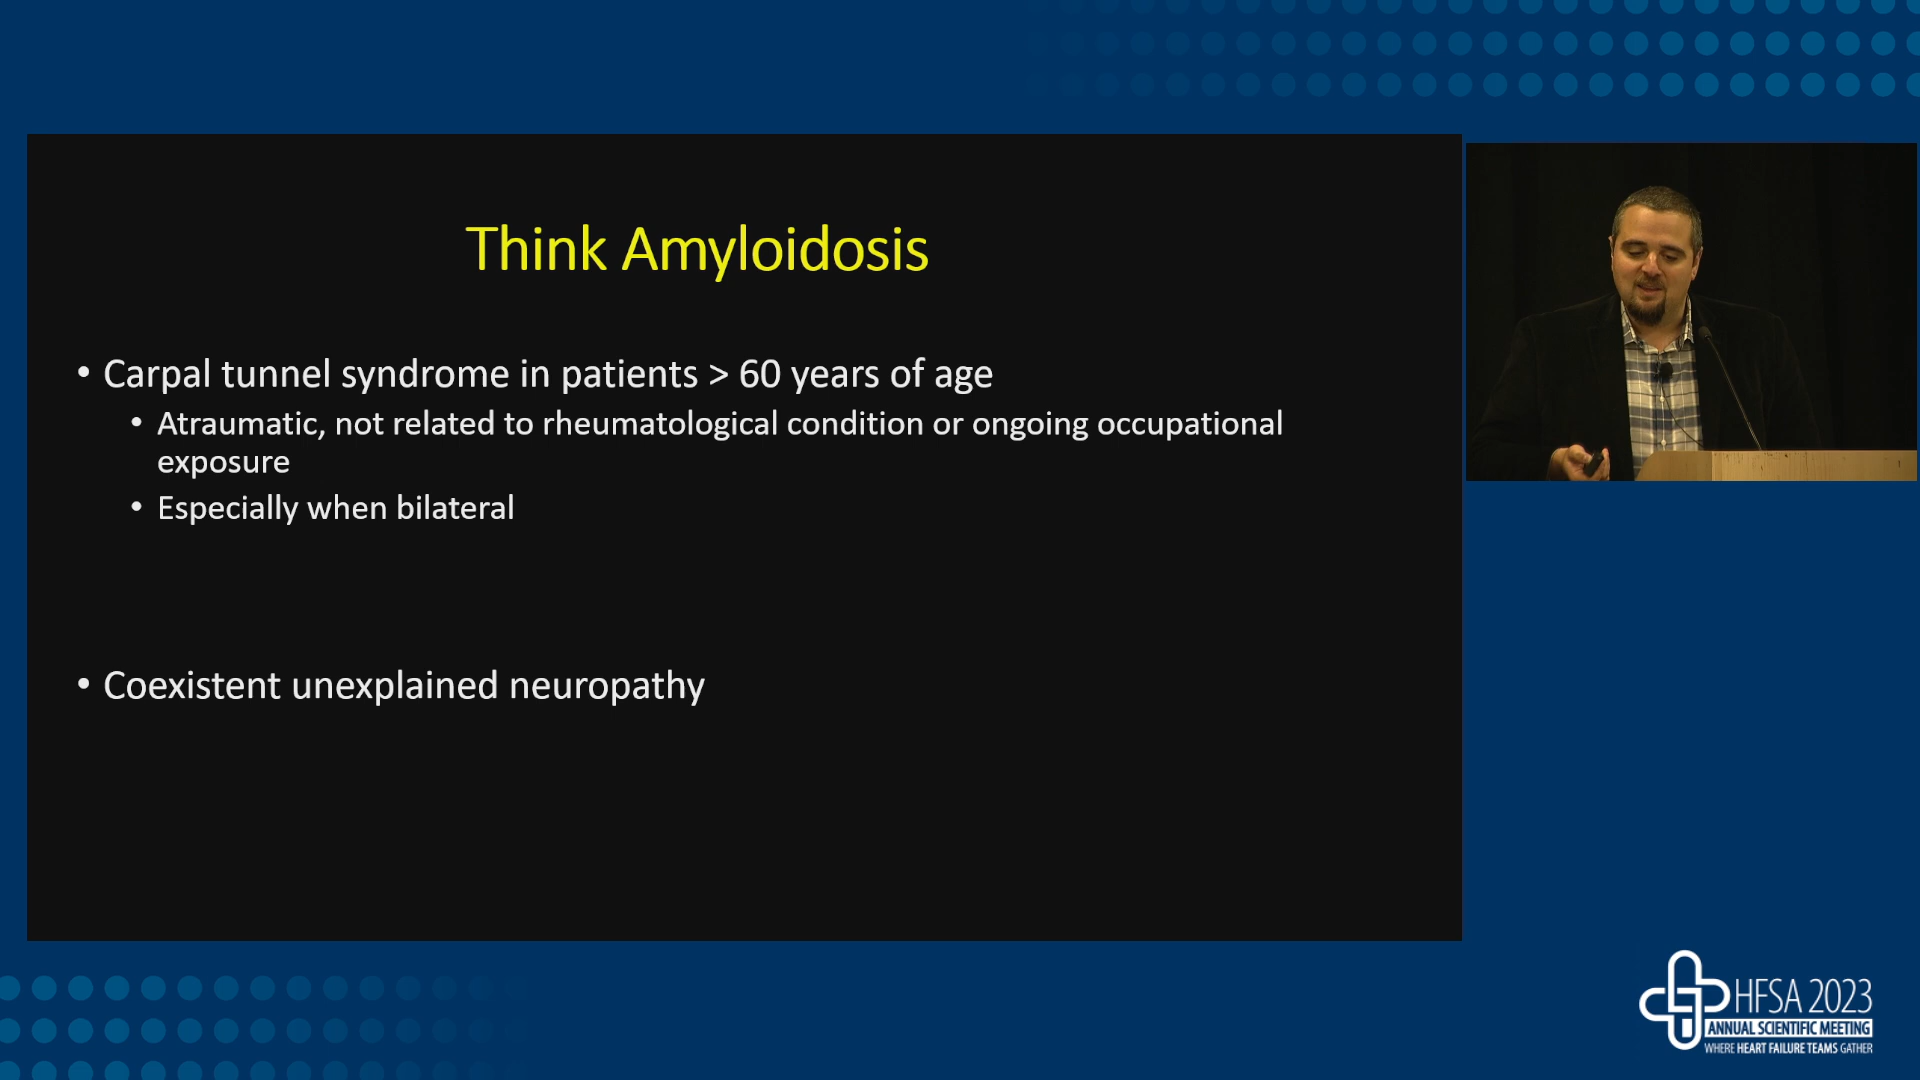 Think Amyloidosis
• Carpal tunnel syndrome in patients > 60 years of age
• Atraumatic, not related to rheumatological condition or ongoing occupational
exposure
• Especially when bilateral
• Coexistent unexplained neuropathy
HFSA 2023
ANNUAL SCIENTIFIC MEETING
WHERE HEART FAILURE TEAMS GATHER